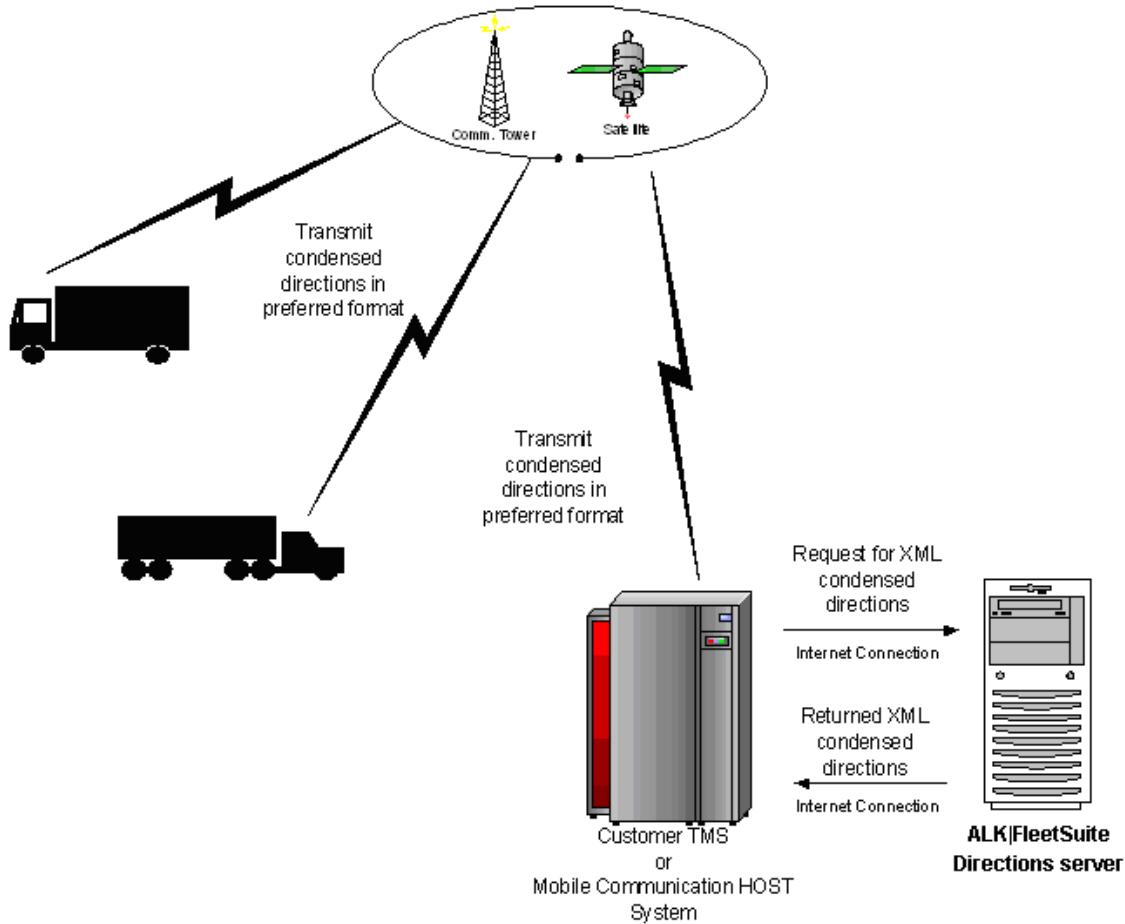 Comm. Tower
Satellite
Transmit
condensed
directions in
preferred format
Transmit
condensed
directions in
preferred format
Request for XML
condensed
directions
Internet Connection
Returned XML
condensed
directions
Internet Connection
Customer TMS
or
Mobile Communication HOST
System
ALK|FleetSuite
Directions server